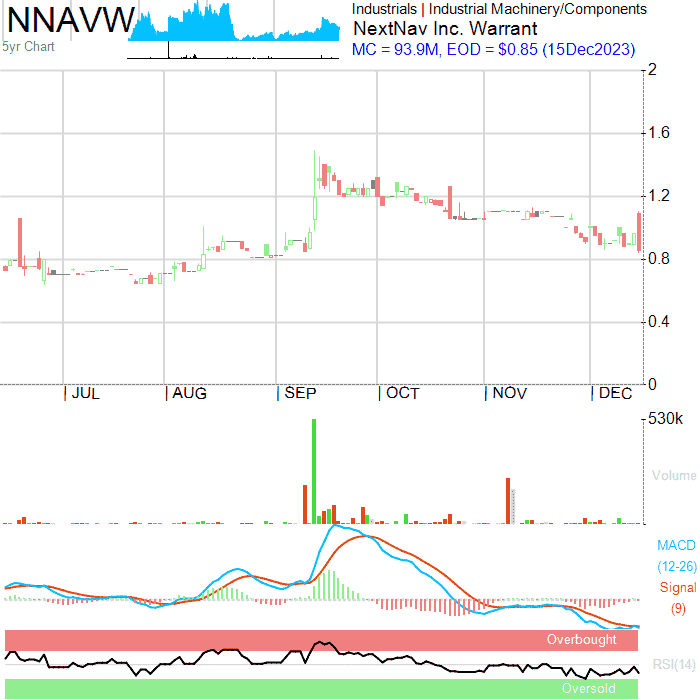 NNAVW
5yr Chart
Industrials | Industrial Machinery/Components
NextNav Inc. Warrant
MC = 93.9M, EOD = $0.85 (15Dec2023)
2
1.6
1.2
0.8
0.4
0
JUL AUG SEP OCT NOV DEC
530k
Volume
MACD
(12-26)
Signal
(9)
Overbought
RSI(14)
Oversold